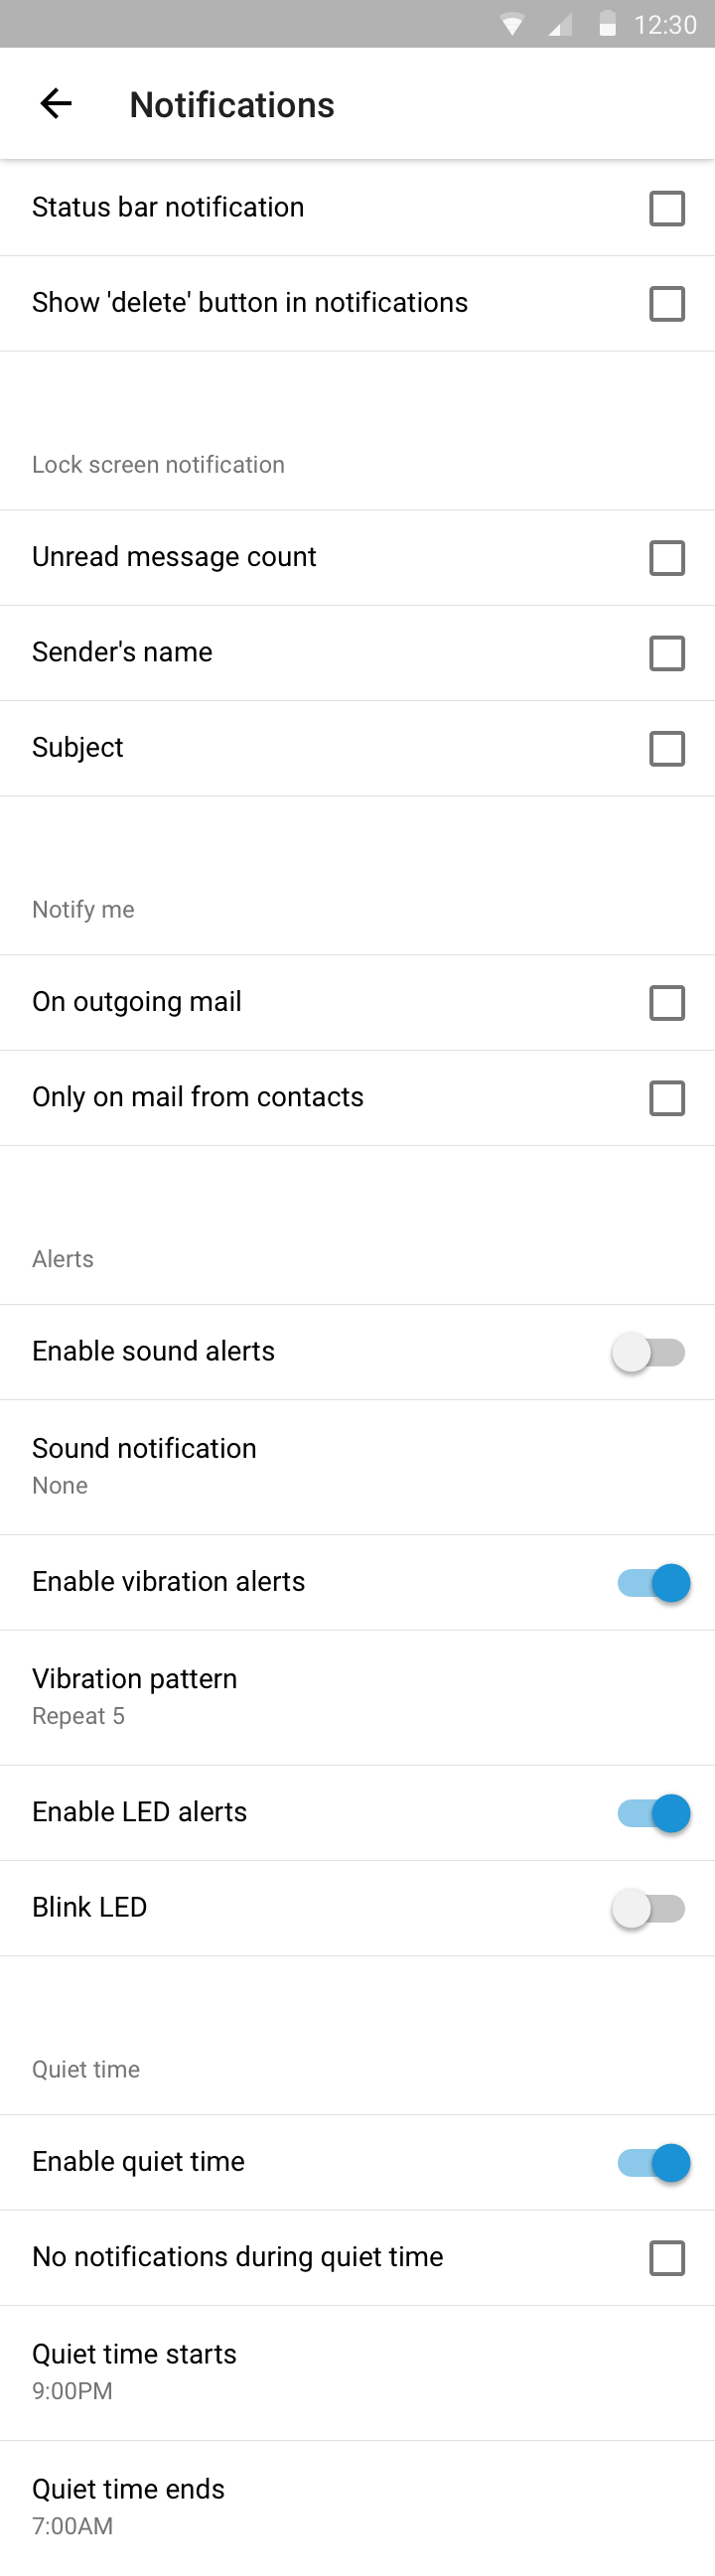 12:30
Notifications
Status bar notification
Show 'delete' button in notifications
Lock screen notification
Unread message count
Sender's name
Subject
Notify me
On outgoing mail
Only on mail from contacts
Alerts
Enable sound alerts
Sound notification
None
Enable vibration alerts
Vibration pattern
Repeat 5
Enable LED alerts
Blink LED
Quiet time
Enable quiet time
No notifications during quiet time
Quiet time starts
9:00PM
Quiet time ends
7:00AM